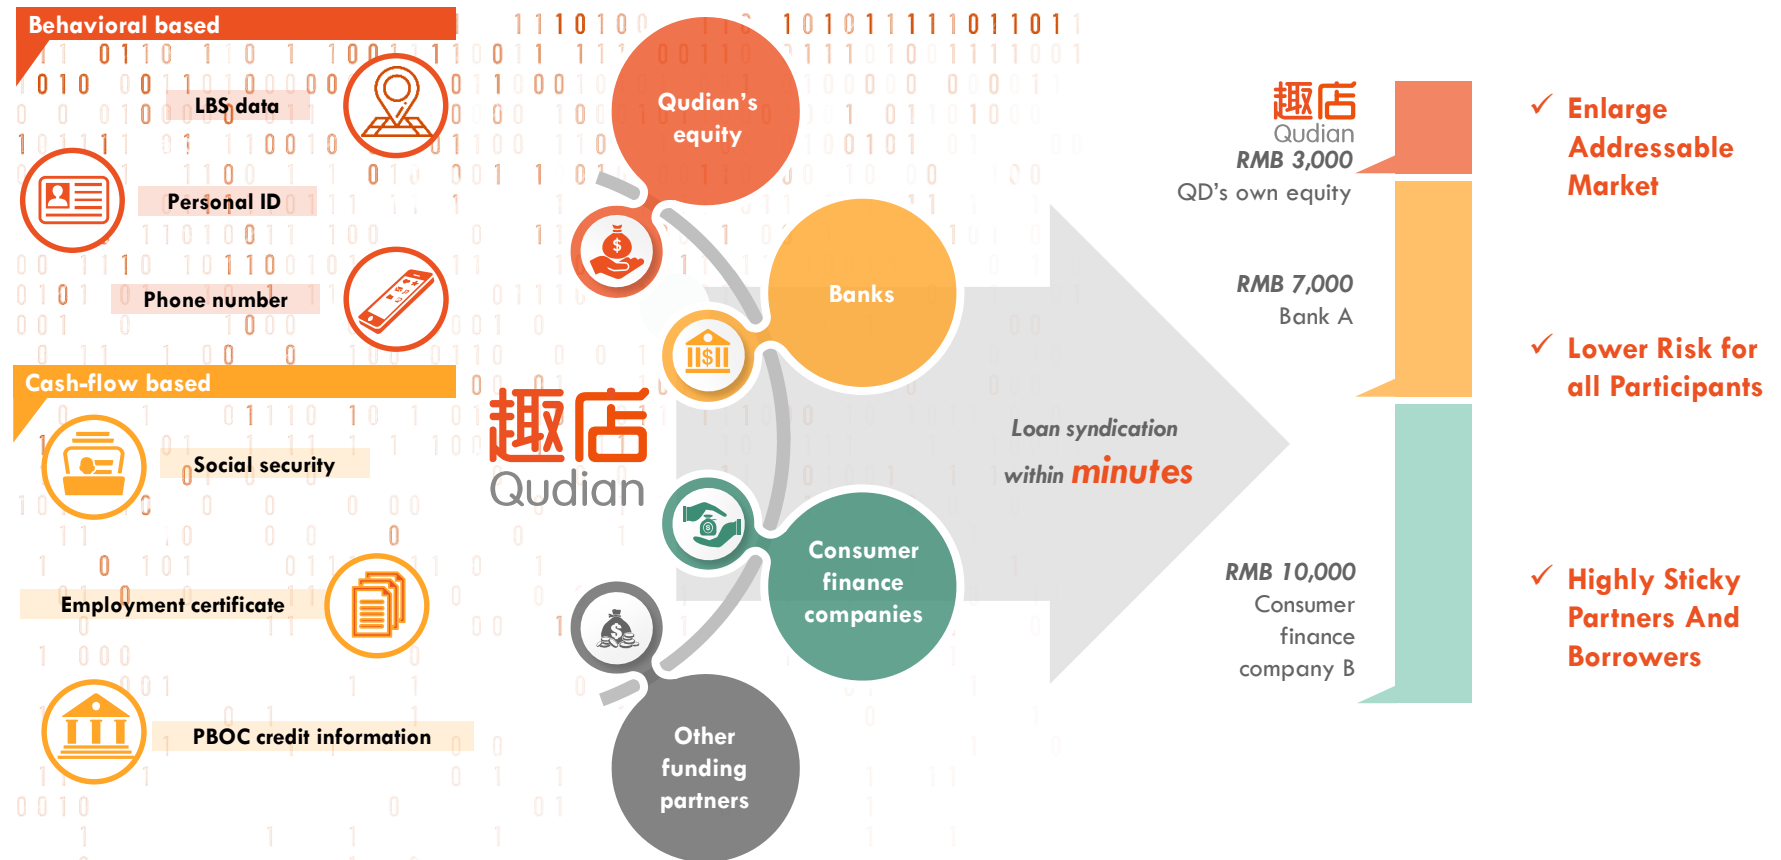 Behavioral based
LBS data
Personal ID
Phone number
Cash-flow based
Social security
Employment certificate
PBOC credit information
趣店
Qudian
Qudian’s
equity
Banks
Consumer
finance
companies
Other
funding
partners
Loan syndication
within minutes
趣店
Qudian
RMB 3,000
QD’s own equity
RMB 7,000
Bank A
RMB 10,000
Consumer
finance
company B
✓ Enlarge
Addressable
Market
✓ Lower Risk for
all Participants
✓ Highly Sticky
Partners And
Borrowers